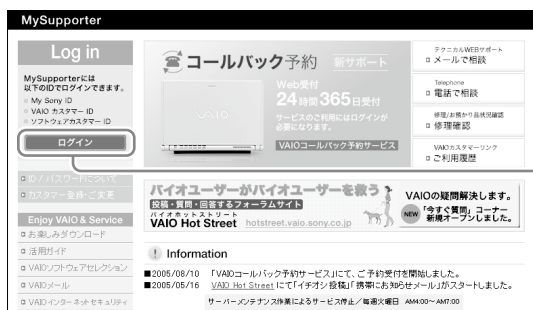 MySupporter
Log in
MySupporterには
以下のIDでログインできます。
My Sony ID
VAIO カスタマー ID
ソフトウェアカスタマー ID
ログイン
ID / パスワードについて
カスタマー登録・ご変更
Enjoy VAIO & Service
お楽しみダウンロード
活用ガイド
VAIOソフトウェアセレクション
VAIOメール
VAIO インターネットセキュリティ
コールバック予約 新サポート
Web受付
24時間365日受付
サービスのご利用にはログインが
必要になります。
VAIOコールバック予約サービス
VAIO
テクニカルWEBサポート
メールで相談
Telephone
電話で相談
修理/お預かり品状況確認
修理確認
VAIOカスタマーリンク
ご利用履歴
バイオユーザーがバイオユーザーを救う
投稿・質問・回答するフォーラムサイト
バイオホットストリート
VAIO Hot Street hotstreet.vaio.sony.co.jp
VAIOの疑問解決します。
NEW 「今すぐ質問」コーナー
新規オープンしました。
Information
■2005/08/10 「VAIOコールバック予約サービス」にて、ご予約受付を開始しました。
■2005/05/16 VAIO Hot Street にて「イチオシ投稿」「携帯にお知らせメール」がスタートしました。
サーバーメンテナンス作業によるサービス停止／毎週火曜日 AM4:00～AM7:00